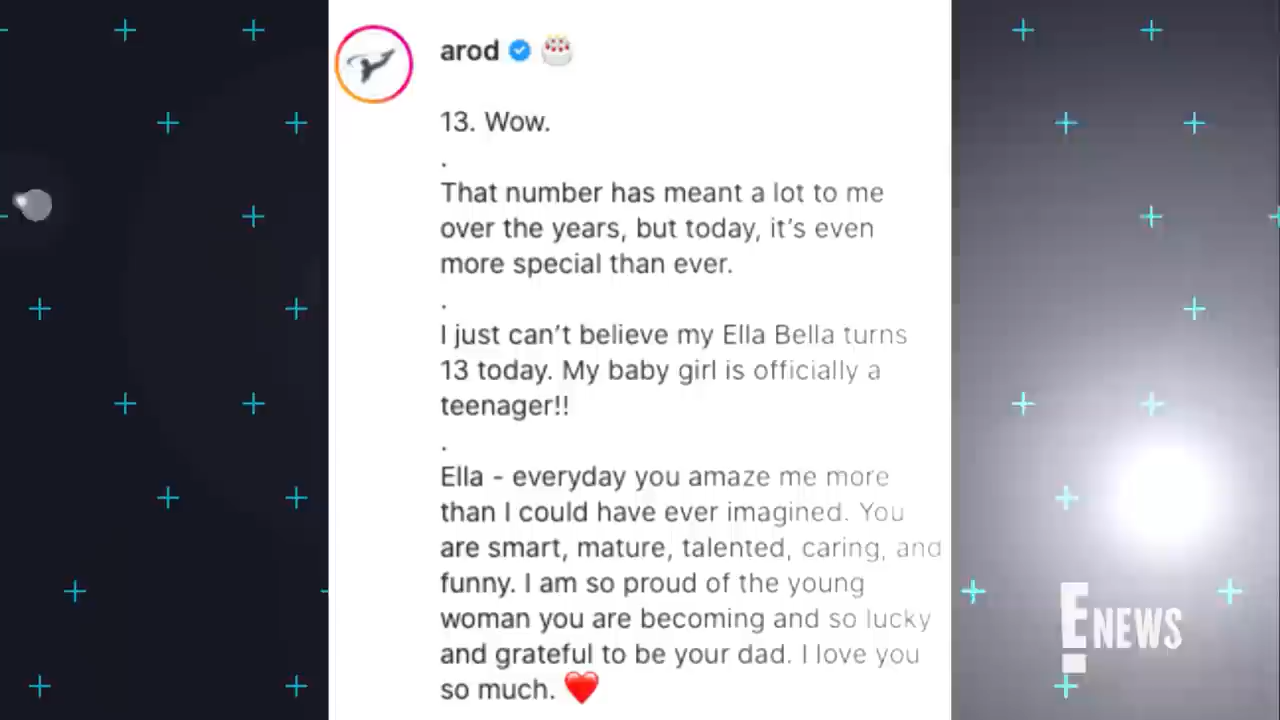 arod 🎂
13. Wow.
.
That number has meant a lot to me
over the years, but today, it's even
more special than ever.
.
I just can't believe my Ella Bella turns
13 today. My baby girl is officially a
teenager!!
.
Ella - everyday you amaze me more
than I could have ever imagined. You
are smart, mature, talented, caring, and
funny. I am so proud of the young
woman you are becoming and so lucky
and grateful to be your dad. I love you
so much. ❤️
E NEWS